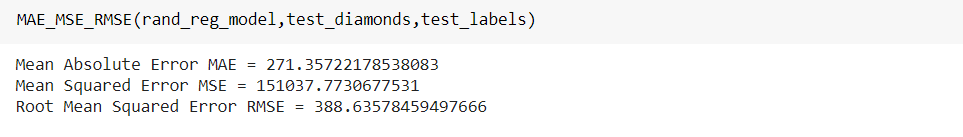 MAE_MSE_RMSE(rand_reg_model,test_diamonds,test_labels)
Mean Absolute Error MAE = 271.35722178538083
Mean Squared Error MSE = 151037.7730677531
Root Mean Squared Error RMSE = 388.63578459497666